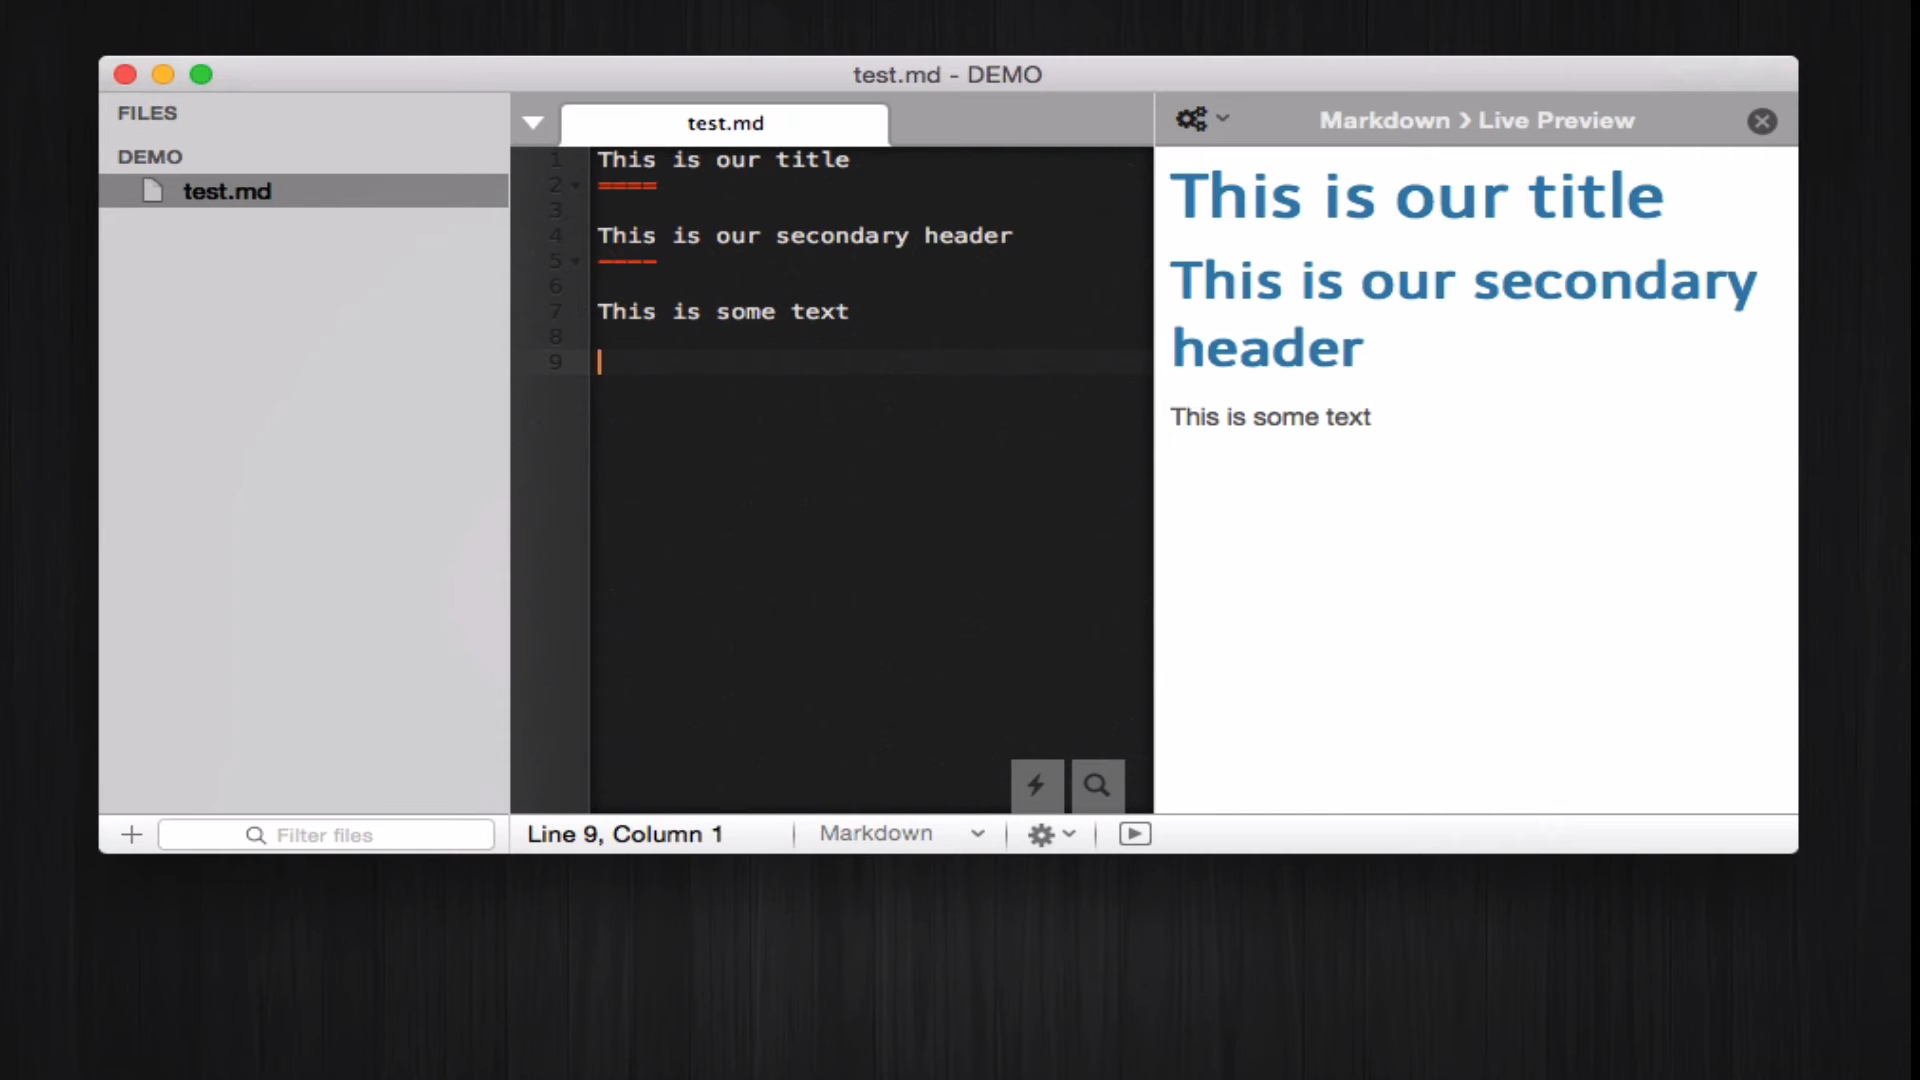 test.md - DEMO
FILES
DEMO
test.md
test.md
1 This is our title
2 ====
3
4 This is our secondary header
5 ----
6
7 This is some text
8
9
Markdown › Live Preview
This is our title
This is our secondary
header
This is some text
Filter files
Line 9, Column 1
Markdown